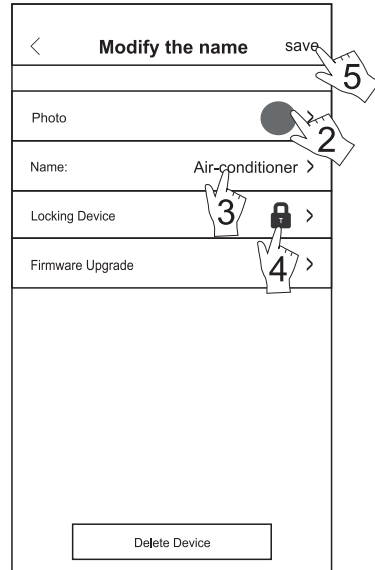 Modify the name save
5
Photo
2
Name: Air-conditioner
3
Locking Device
T
4
Firmware Upgrade
Delete Device